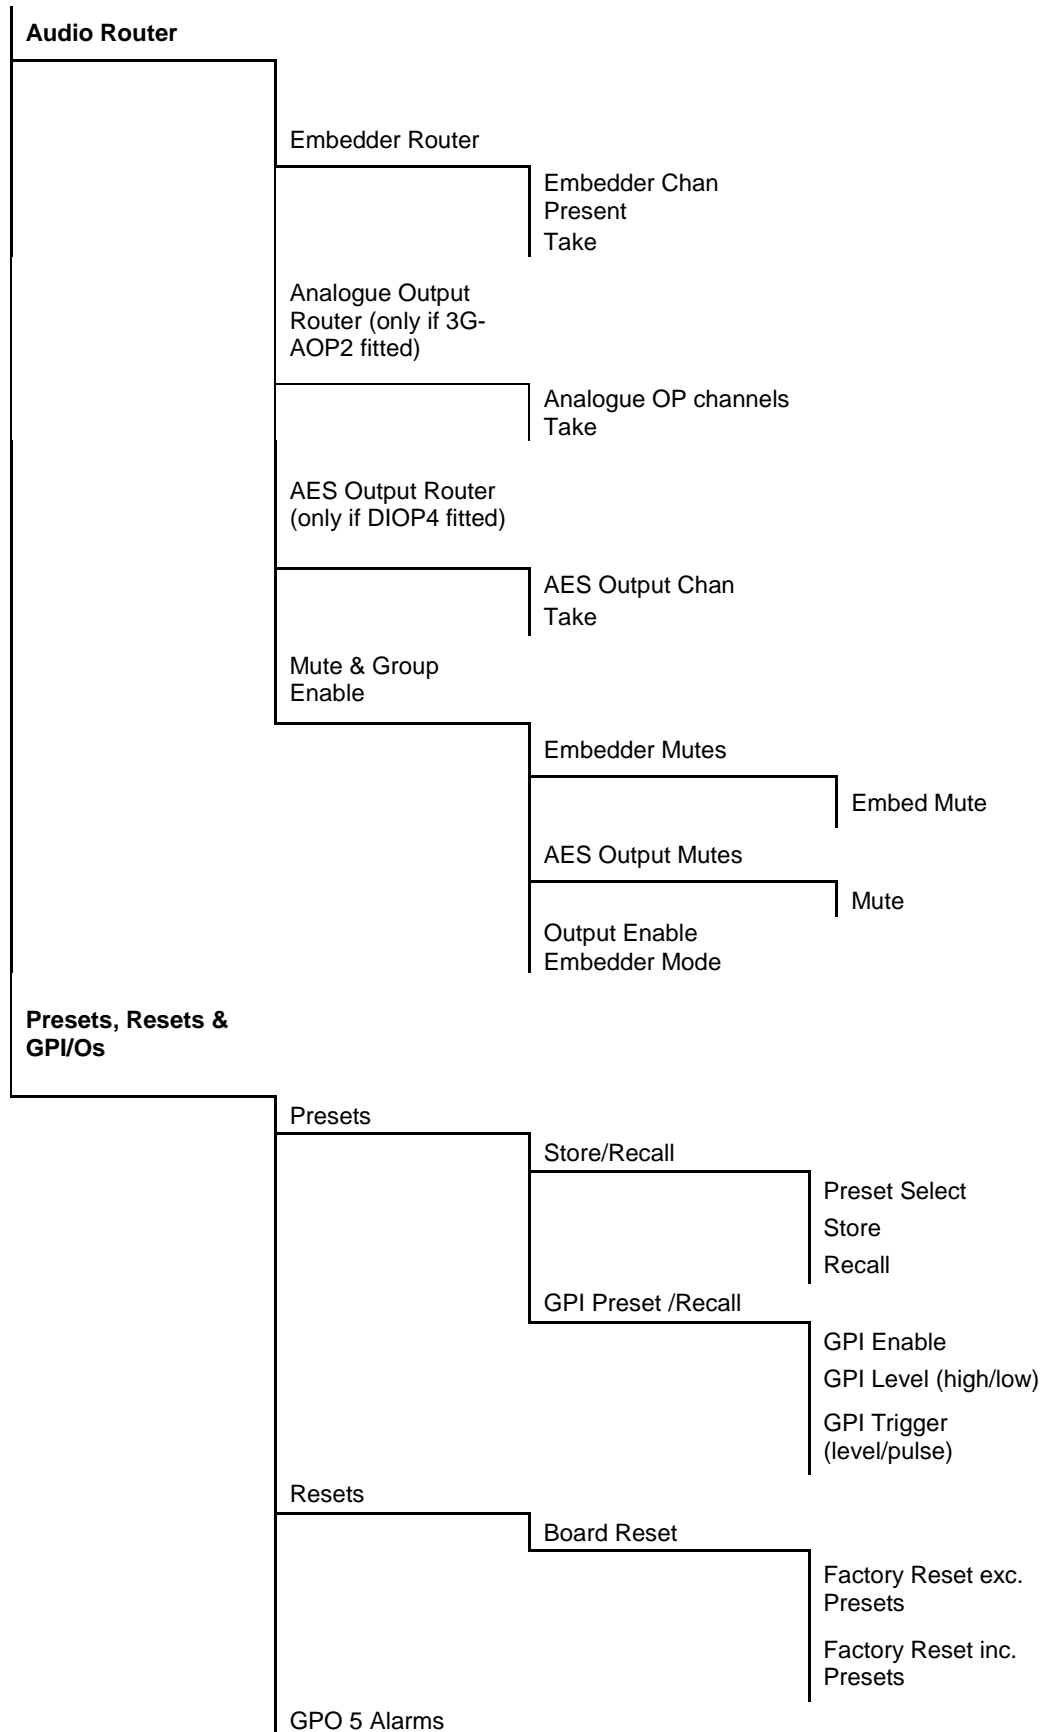 Audio Router
Embedder Router
Embedder Chan
Present
Take
Analogue Output
Router (only if 3G-
AOP2 fitted)
Analogue OP channels
Take
AES Output Router
(only if DIOP4 fitted)
AES Output Chan
Take
Mute & Group
Enable
Embedder Mutes
Embed Mute
AES Output Mutes
Mute
Output Enable
Embedder Mode
Presets, Resets &
GPI/Os
Presets
Store/Recall
Preset Select
Store
Recall
GPI Preset /Recall
GPI Enable
GPI Level (high/low)
GPI Trigger
(level/pulse)
Resets
Board Reset
Factory Reset exc.
Presets
Factory Reset inc.
Presets
GPO 5 Alarms